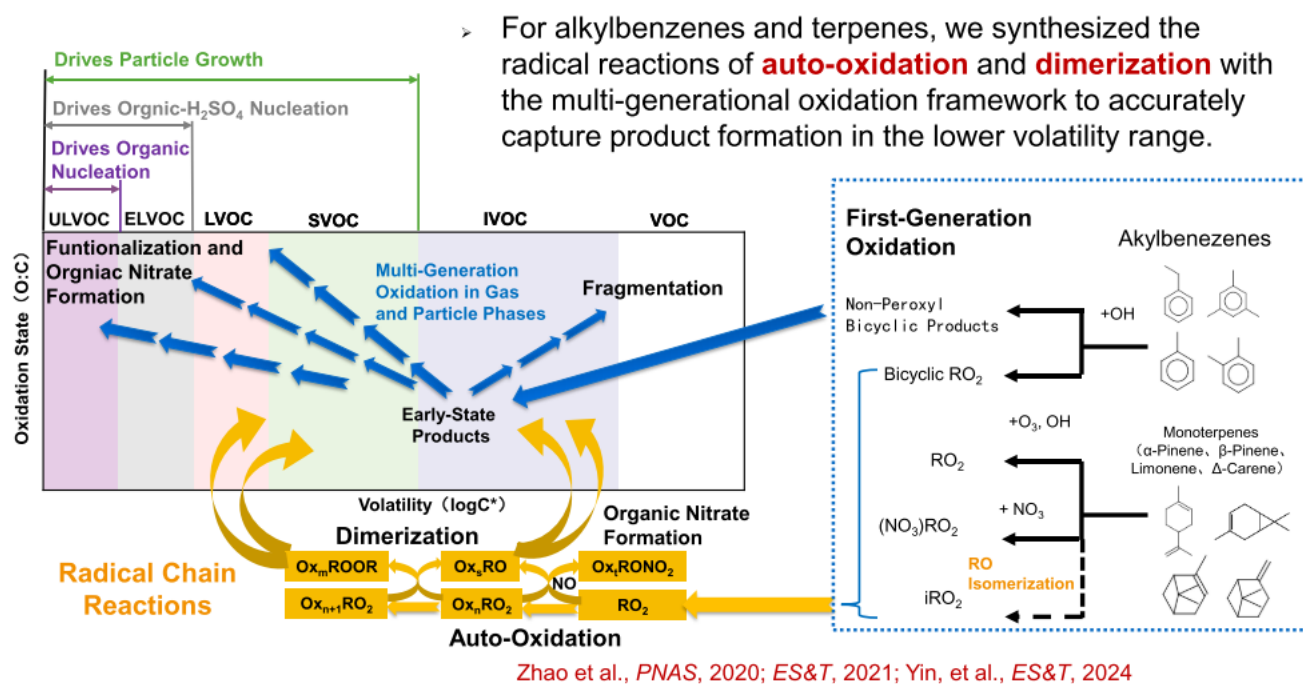 ➢ For alkylbenzenes and terpenes, we synthesized the
radical reactions of auto-oxidation and dimerization with
the multi-generational oxidation framework to accurately
capture product formation in the lower volatility range.
Drives Particle Growth
Drives Orgnic-H₂SO₄ Nucleation
Drives Organic
Nucleation
ULVOC ELVOC LVOC SVOC IVOC VOC
Funtionalization and
Orgniac Nitrate
Formation
Multi-Generation
Oxidation in Gas
and Particle Phases
Fragmentation
Early-State
Products
Oxidation State（O:C）
Volatility（logC*）
Dimerization
Organic Nitrate
Formation
Radical Chain
Reactions
OxₘROOR OxₛRO OxₜRONO₂
NO
Oxₙ₊₁RO₂ OxₙRO₂ RO₂
Auto-Oxidation
First-Generation
Oxidation
Akylbenezenes
Non-Peroxyl
Bicyclic Products
+OH
Bicyclic RO₂
+O₃, OH
Monoterpenes
（α-Pinene、β-Pinene、
Limonene、Δ-Carene）
RO₂
+ NO₃
(NO₃)RO₂
RO
Isomerization
iRO₂
Zhao et al., PNAS, 2020; ES&T, 2021; Yin, et al., ES&T, 2024